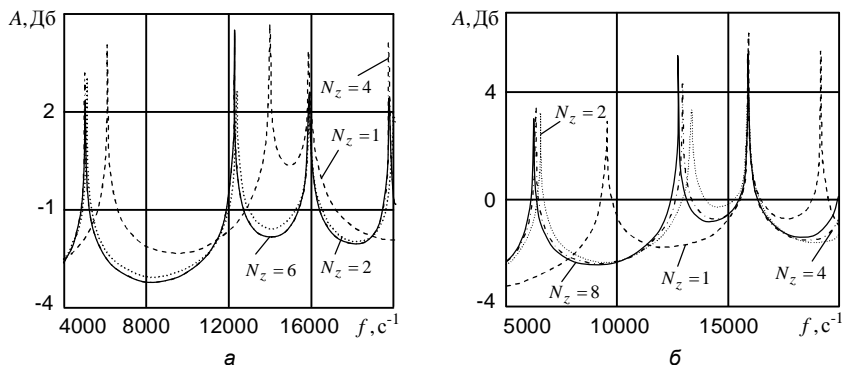 A, Дб
2
-1
-4
4000 8000 12000 16000 f, с⁻¹
N_z = 4
N_z = 1
N_z = 6
N_z = 2
а
A, Дб
4
0
-4
5000 10000 15000 f, с⁻¹
N_z = 2
N_z = 1
N_z = 8
N_z = 4
б